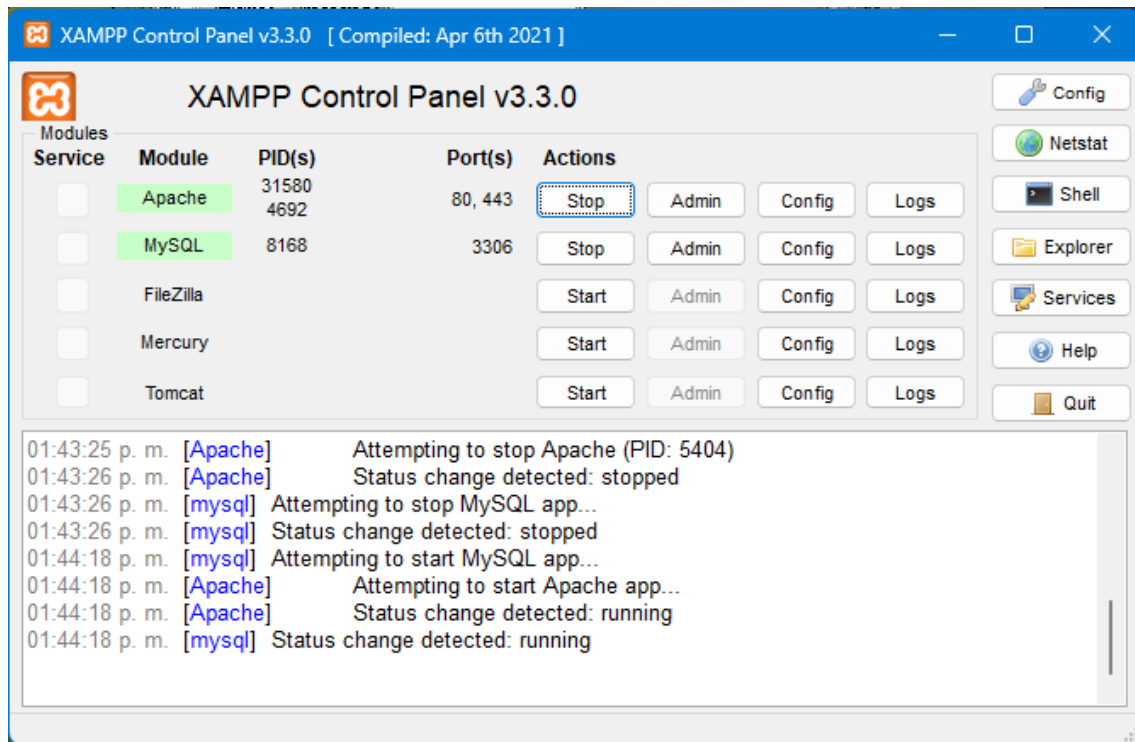 XAMPP Control Panel v3.3.0 [ Compiled: Apr 6th 2021 ]
XAMPP Control Panel v3.3.0
Config
Modules
Netstat
Service Module PID(s) Port(s) Actions
Apache 31580 4692 80, 443 Stop Admin Config Logs
Shell
MySQL 8168 3306 Stop Admin Config Logs
Explorer
FileZilla Start Admin Config Logs
Services
Mercury Start Admin Config Logs
Help
Tomcat Start Admin Config Logs
Quit
01:43:25 p. m. [Apache] Attempting to stop Apache (PID: 5404)
01:43:26 p. m. [Apache] Status change detected: stopped
01:43:26 p. m. [mysql] Attempting to stop MySQL app...
01:43:26 p. m. [mysql] Status change detected: stopped
01:44:18 p. m. [mysql] Attempting to start MySQL app...
01:44:18 p. m. [Apache] Attempting to start Apache app...
01:44:18 p. m. [Apache] Status change detected: running
01:44:18 p. m. [mysql] Status change detected: running